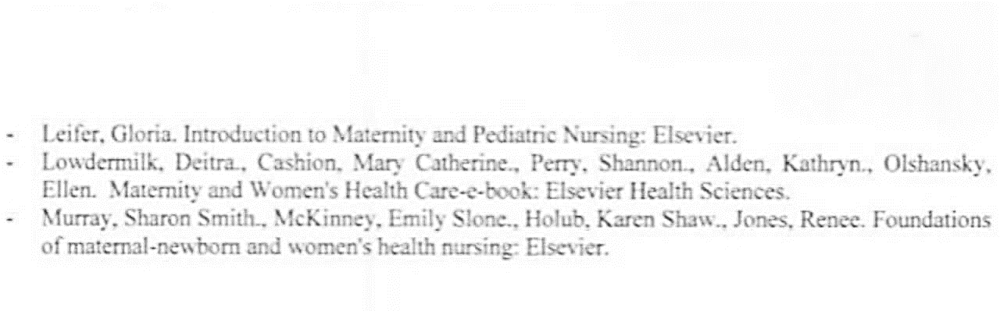 - Leifer, Gloria. Introduction to Maternity and Pediatric Nursing: Elsevier.
- Lowdermilk, Deitra., Cashion, Mary Catherine., Perry, Shannon., Alden, Kathryn., Olshansky,
Ellen. Maternity and Women's Health Care-e-book: Elsevier Health Sciences.
- Murray, Sharon Smith., McKinney, Emily Slone., Holub, Karen Shaw., Jones, Renee. Foundations
of maternal-newborn and women's health nursing: Elsevier.